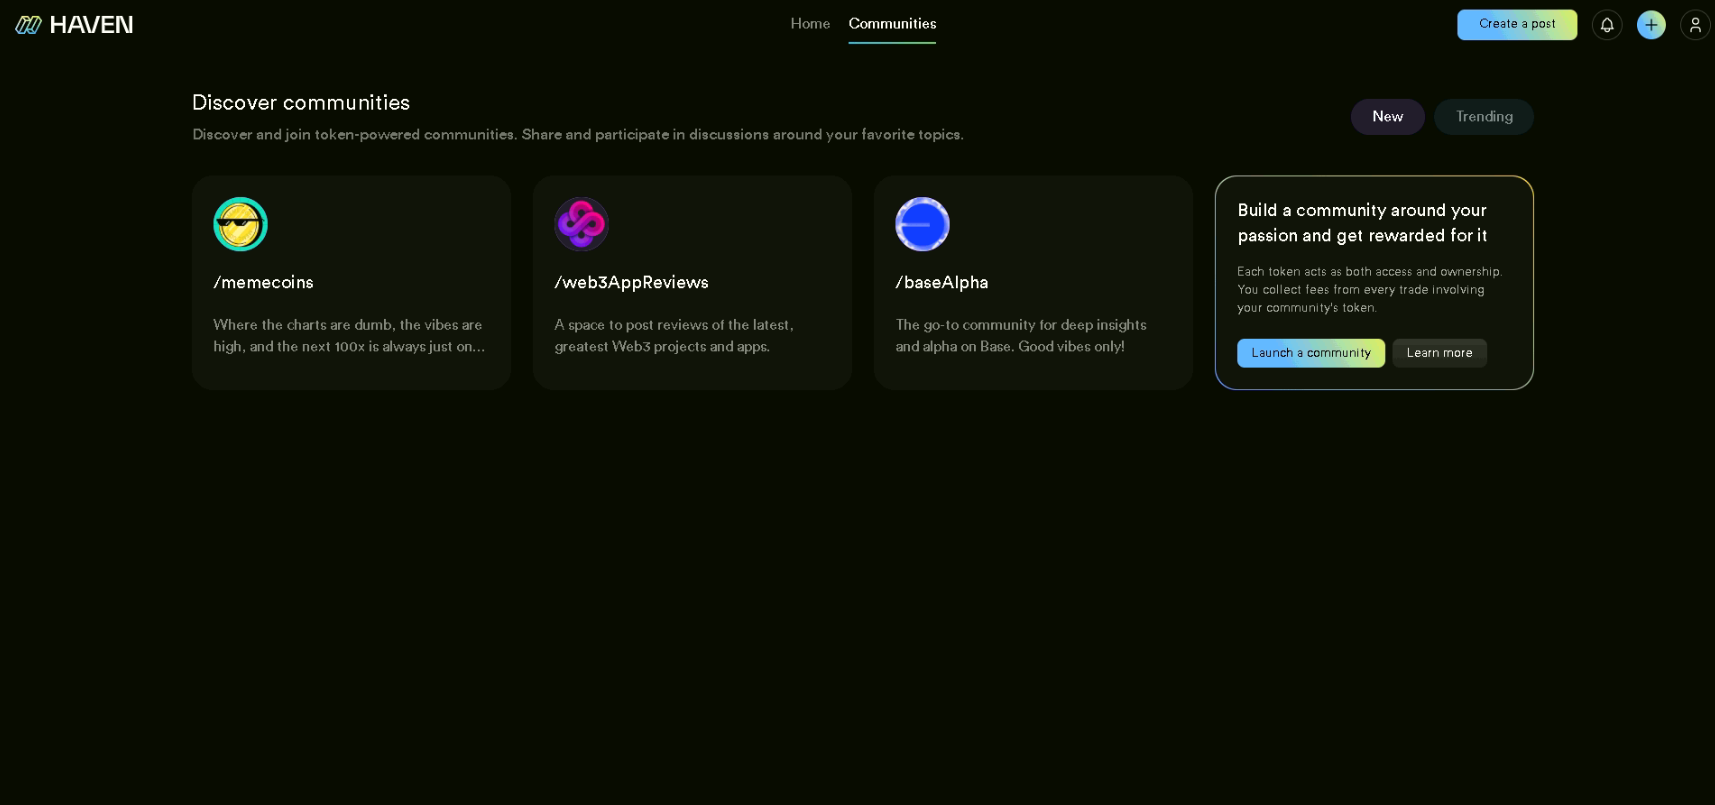 HAVEN
Home
Communities
Create a post
Discover communities
Discover and join token-powered communities. Share and participate in discussions around your favorite topics.
New
Trending
/memecoins
Where the charts are dumb, the vibes are
high, and the next 100x is always just on...
/web3AppReviews
A space to post reviews of the latest,
greatest Web3 projects and apps.
/baseAlpha
The go-to community for deep insights
and alpha on Base. Good vibes only!
Build a community around your
passion and get rewarded for it
Each token acts as both access and ownership.
You collect fees from every trade involving
your community's token.
Launch a community
Learn more